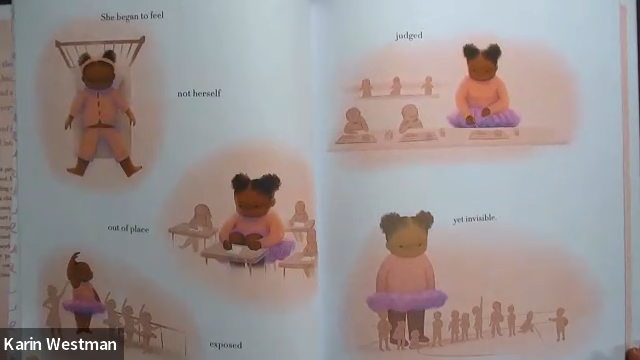 She began to feel
not herself
out of place
exposed
judged
yet invisible.
Karin Westman